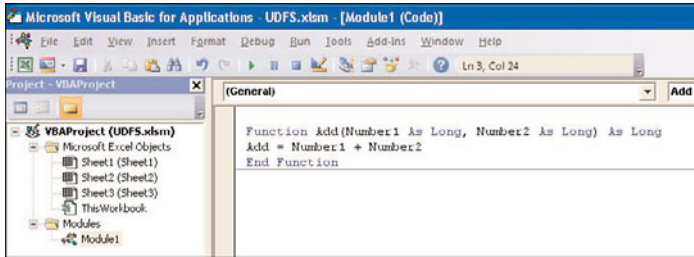 Microsoft Visual Basic for Applications - UDFS.xlsm - [Module1 (Code)]
File Edit View Insert Format Debug Run Tools Add-Ins Window Help
Ln 3, Col 24
Project - VBAProject
(General)
Add
VBAProject (UDFS.xlsm)
Microsoft Excel Objects
Sheet1 (Sheet1)
Sheet2 (Sheet2)
Sheet3 (Sheet3)
ThisWorkbook
Modules
Module1
Function Add(Number1 As Long, Number2 As Long) As Long
Add = Number1 + Number2
End Function